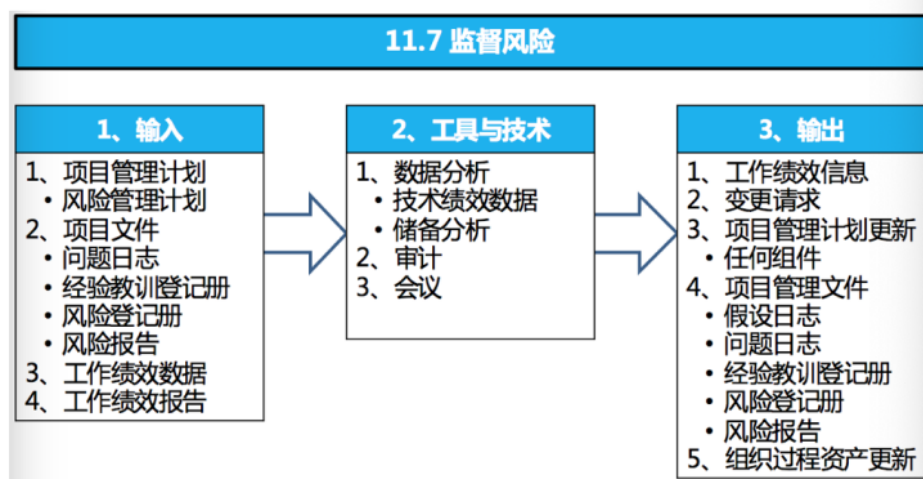 11.7 监督风险
1、输入
1、项目管理计划
• 风险管理计划
2、项目文件
• 问题日志
• 经验教训登记册
• 风险登记册
• 风险报告
3、工作绩效数据
4、工作绩效报告
2、工具与技术
1、数据分析
• 技术绩效数据
• 储备分析
2、审计
3、会议
3、输出
1、工作绩效信息
2、变更请求
3、项目管理计划更新
• 任何组件
4、项目管理文件
• 假设日志
• 问题日志
• 经验教训登记册
• 风险登记册
• 风险报告
5、组织过程资产更新